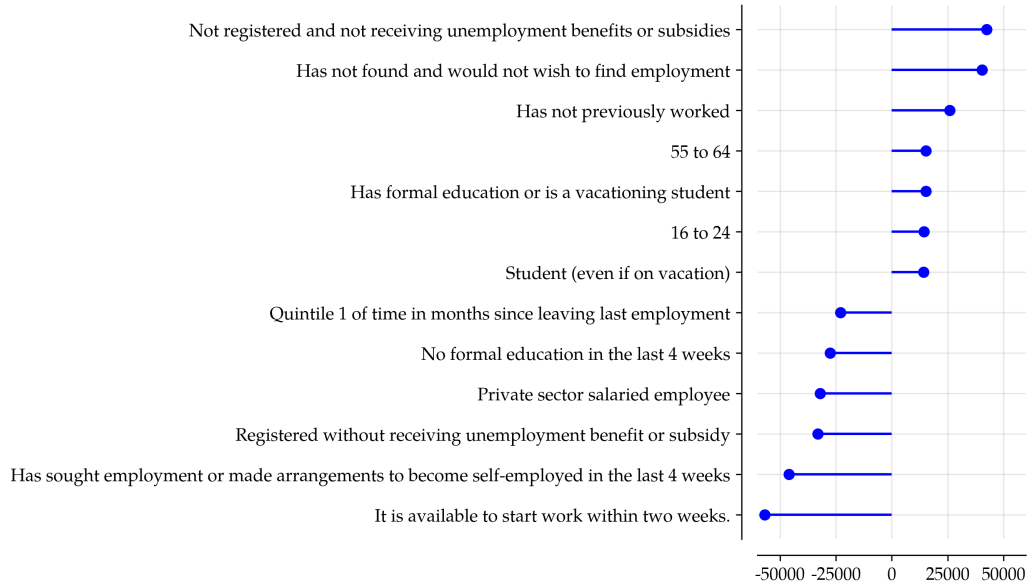 Not registered and not receiving unemployment benefits or subsidies
Has not found and would not wish to find employment
Has not previously worked
55 to 64
Has formal education or is a vacationing student
16 to 24
Student (even if on vacation)
Quintile 1 of time in months since leaving last employment
No formal education in the last 4 weeks
Private sector salaried employee
Registered without receiving unemployment benefit or subsidy
Has sought employment or made arrangements to become self-employed in the last 4 weeks
It is available to start work within two weeks.
-50000 -25000 0 25000 50000